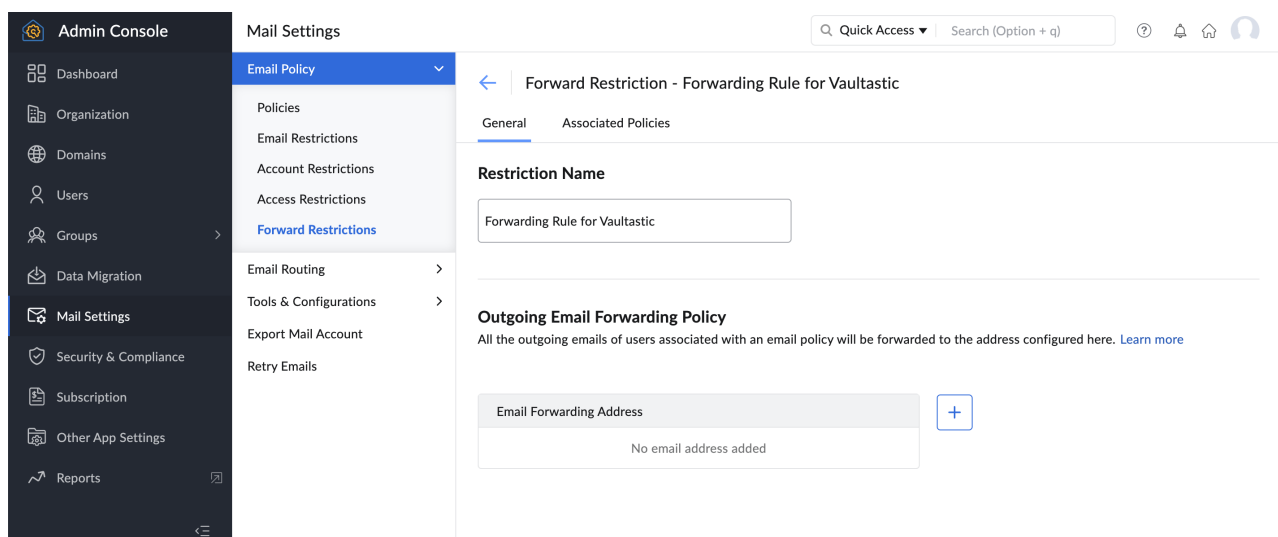 Admin Console
Mail Settings
Quick Access ▼
Search (Option + q)
Dashboard
Organization
Domains
Users
Groups
Data Migration
Mail Settings
Security & Compliance
Subscription
Other App Settings
Reports
Email Policy
Policies
Email Restrictions
Account Restrictions
Access Restrictions
Forward Restrictions
Email Routing
Tools & Configurations
Export Mail Account
Retry Emails
Forward Restriction - Forwarding Rule for Vaultastic
General
Associated Policies
Restriction Name
Forwarding Rule for Vaultastic
Outgoing Email Forwarding Policy
All the outgoing emails of users associated with an email policy will be forwarded to the address configured here. Learn more
Email Forwarding Address
+
No email address added